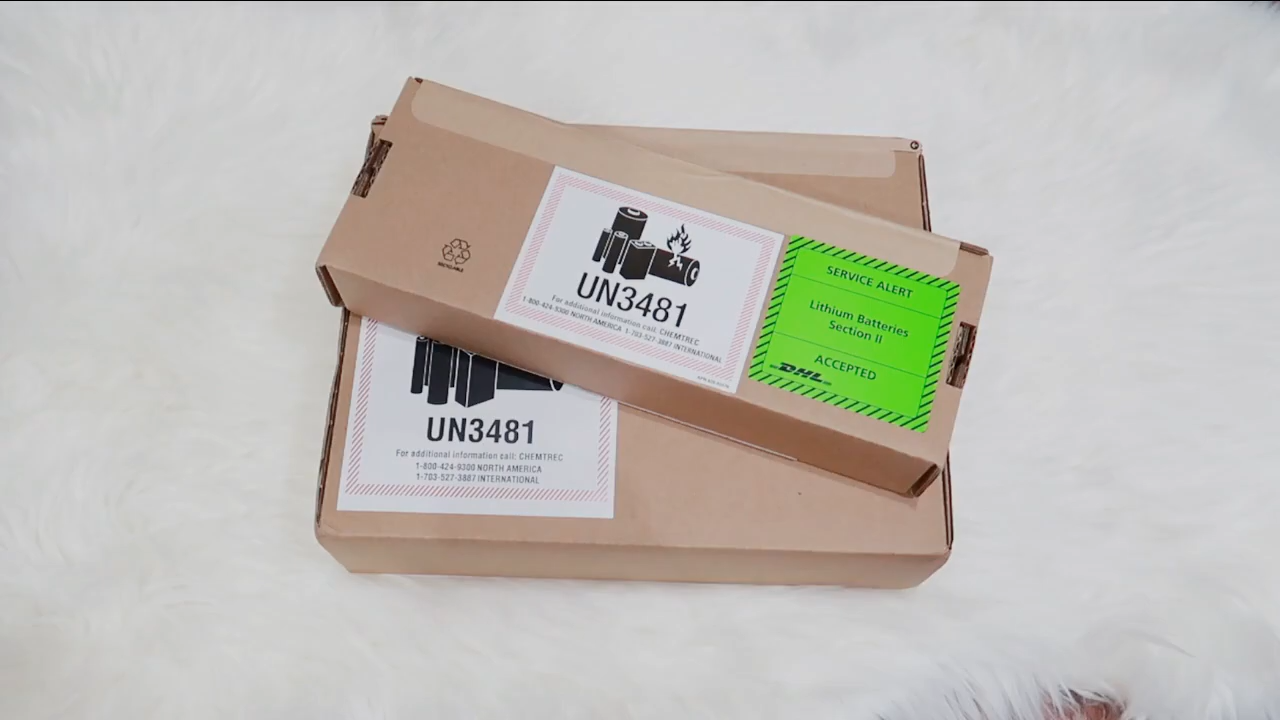 RECYCLABLE
UN3481
For additional information call: CHEMTREC
1-800-424-9300 NORTH AMERICA 1-703-527-3887 INTERNATIONAL
SERVICE ALERT
Lithium Batteries
Section II
ACCEPTED
DHL
UN3481
For additional information call: CHEMTREC
1-800-424-9300 NORTH AMERICA
1-703-527-3887 INTERNATIONAL